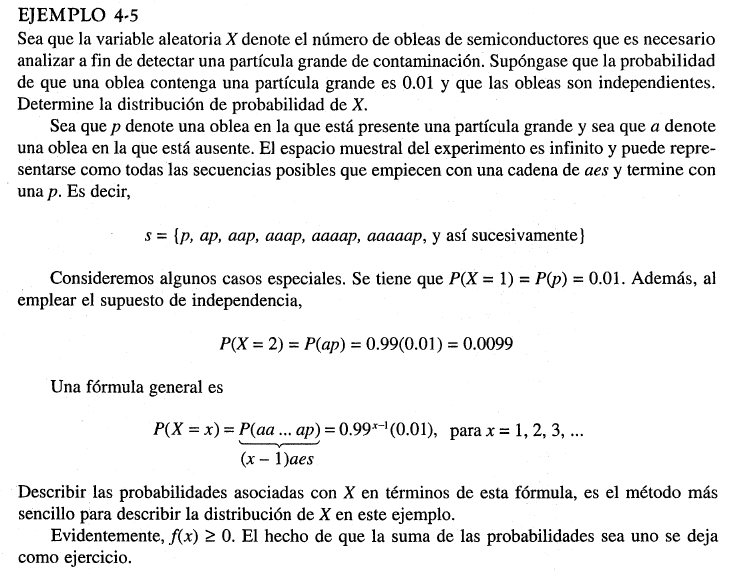 EJEMPLO 4-5
Sea que la variable aleatoria X denote el número de obleas de semiconductores que es necesario
analizar a fin de detectar una partícula grande de contaminación. Supóngase que la probabilidad
de que una oblea contenga una partícula grande es 0.01 y que las obleas son independientes.
Determine la distribución de probabilidad de X.
Sea que p denote una oblea en la que está presente una partícula grande y sea que a denote
una oblea en la que está ausente. El espacio muestral del experimento es infinito y puede repre-
sentarse como todas las secuencias posibles que empiecen con una cadena de aes y termine con
una p. Es decir,
s = {p, ap, aap, aaap, aaaap, aaaaap, y así sucesivamente}
Consideremos algunos casos especiales. Se tiene que P(X = 1) = P(p) = 0.01. Además, al
emplear el supuesto de independencia,
P(X = 2) = P(ap) = 0.99(0.01) = 0.0099
Una fórmula general es
P(X = x) = P(aa ... ap) = 0.99ˣ⁻¹(0.01), para x = 1, 2, 3, ...
(x – 1)aes
Describir las probabilidades asociadas con X en términos de esta fórmula, es el método más
sencillo para describir la distribución de X en este ejemplo.
Evidentemente, f(x) ≥ 0. El hecho de que la suma de las probabilidades sea uno se deja
como ejercicio.